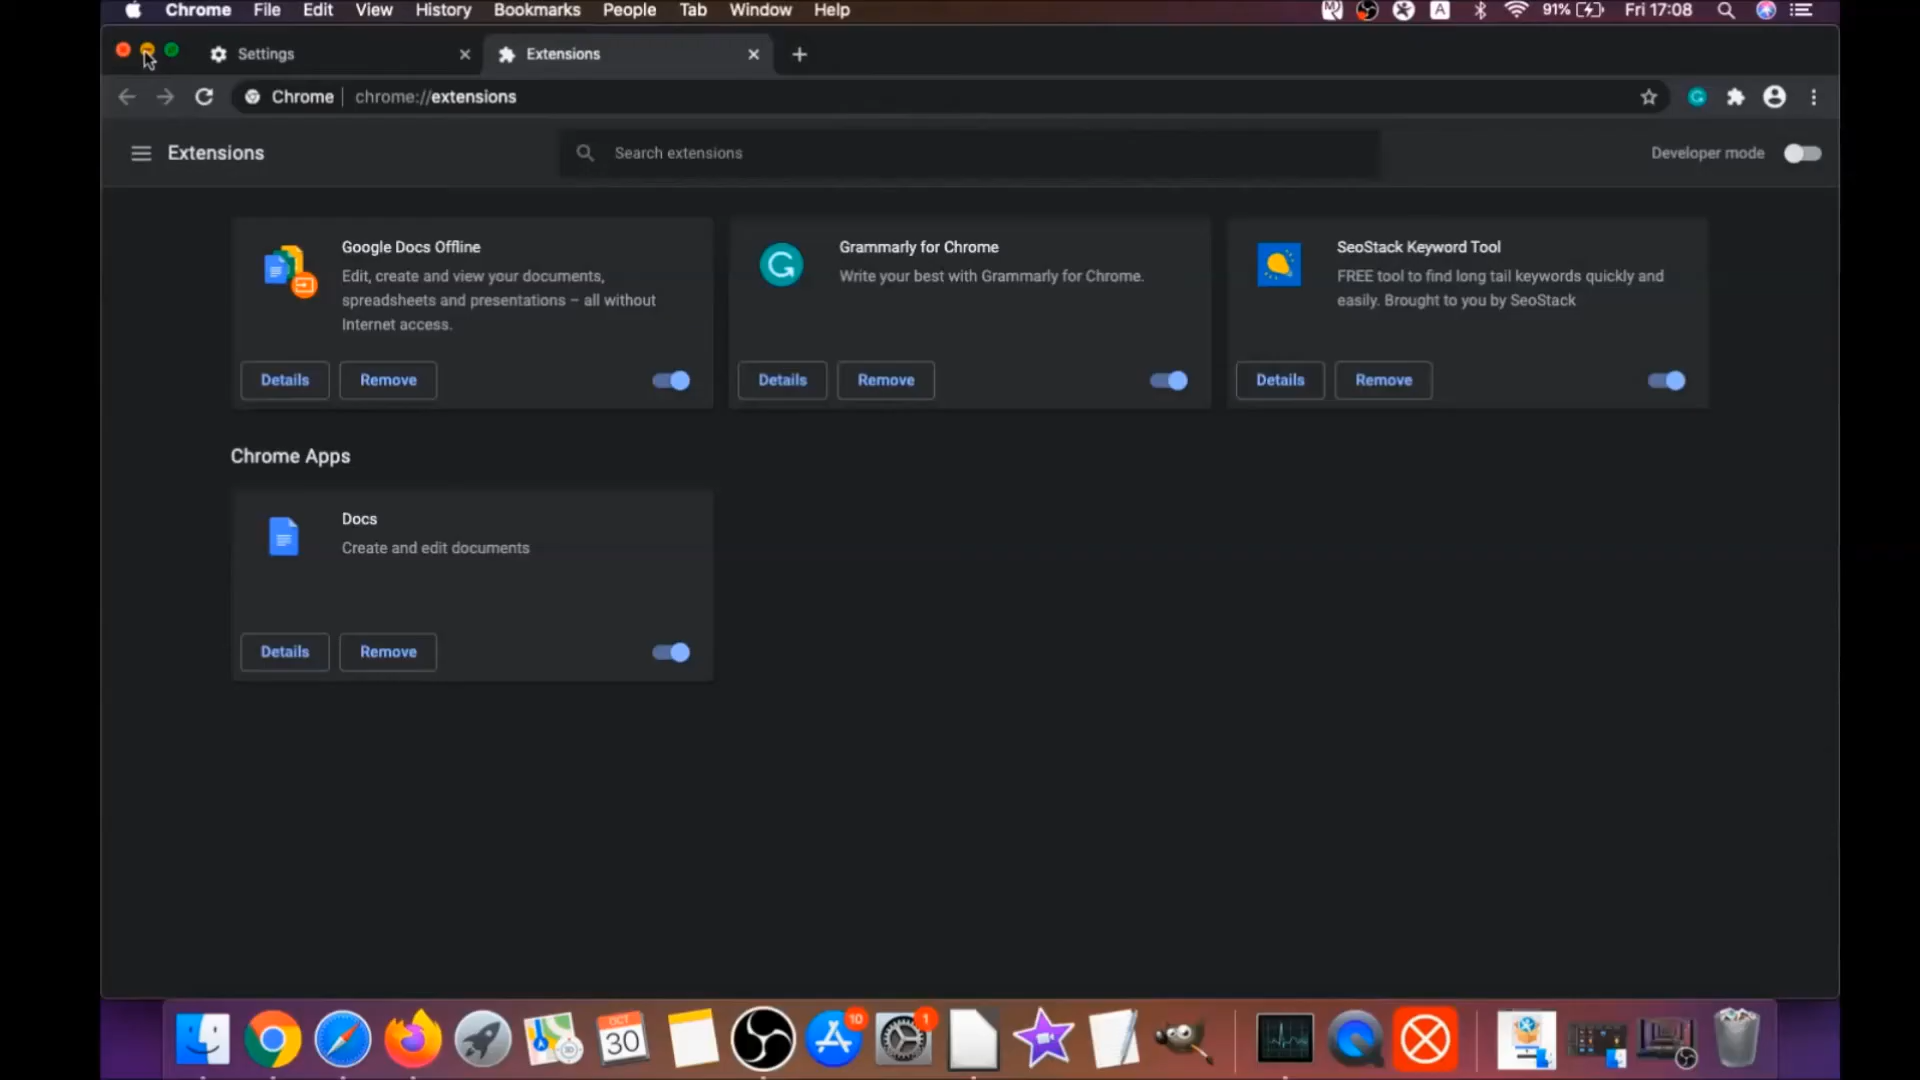 Chrome File Edit View History Bookmarks People Tab Window Help A 91% Fri 17:08
Settings Extensions
Chrome chrome://extensions
Extensions Search extensions Developer mode
Google Docs Offline
Edit, create and view your documents,
spreadsheets and presentations – all without
Internet access.
Details Remove
Grammarly for Chrome
Write your best with Grammarly for Chrome.
Details Remove
SeoStack Keyword Tool
FREE tool to find long tail keywords quickly and
easily. Brought to you by SeoStack
Details Remove
Chrome Apps
Docs
Create and edit documents
Details Remove
OCT
30
10
1